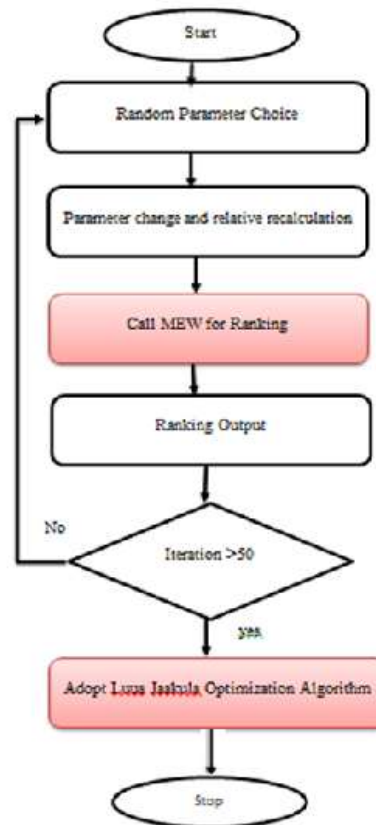 Start
Random Parameter Choice
Parameter change and relative recalculation
Call MEW for Ranking
Ranking Output
No
Iteration >50
yes
Adopt Luus Jaakula Optimization Algorithm
Stop